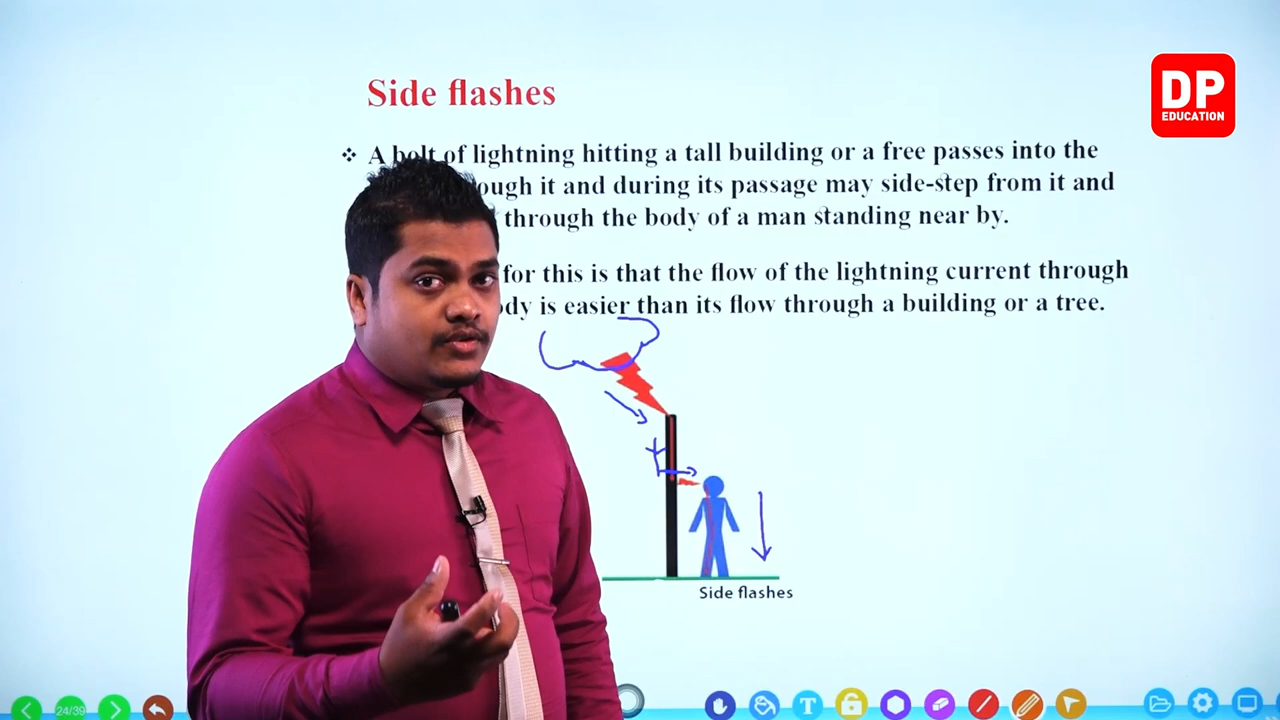 DP
EDUCATION
Side flashes
❖ A bolt of lightning hitting a tall building or a free passes into the
ough it and during its passage may side-step from it and
through the body of a man standing near by.
for this is that the flow of the lightning current through
ody is easier than its flow through a building or a tree.
Side flashes
24/39
T